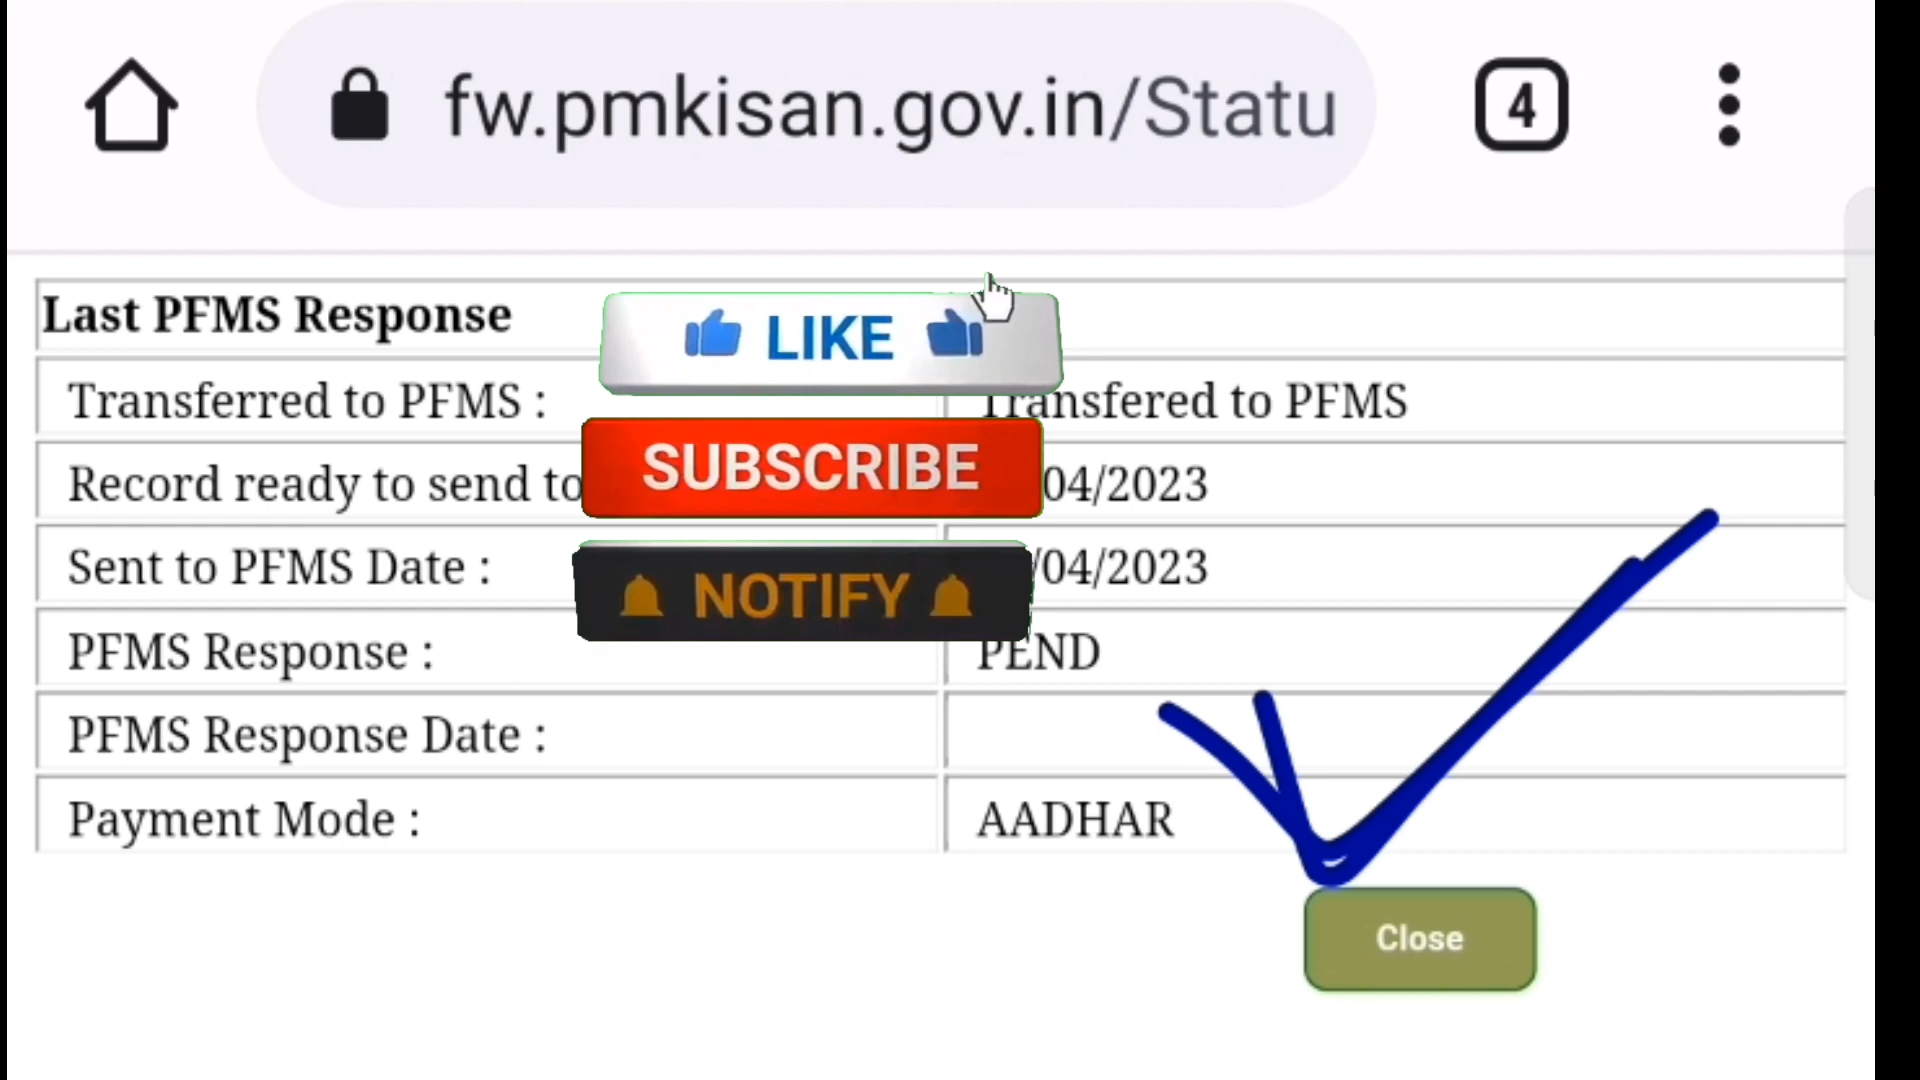 fw.pmkisan.gov.in/Statu
4
Last PFMS Response
LIKE
Transferred to PFMS : Transfered to PFMS
Record ready to send to 04/2023
SUBSCRIBE
Sent to PFMS Date : /04/2023
NOTIFY
PFMS Response : PEND
PFMS Response Date :
Payment Mode : AADHAR
Close